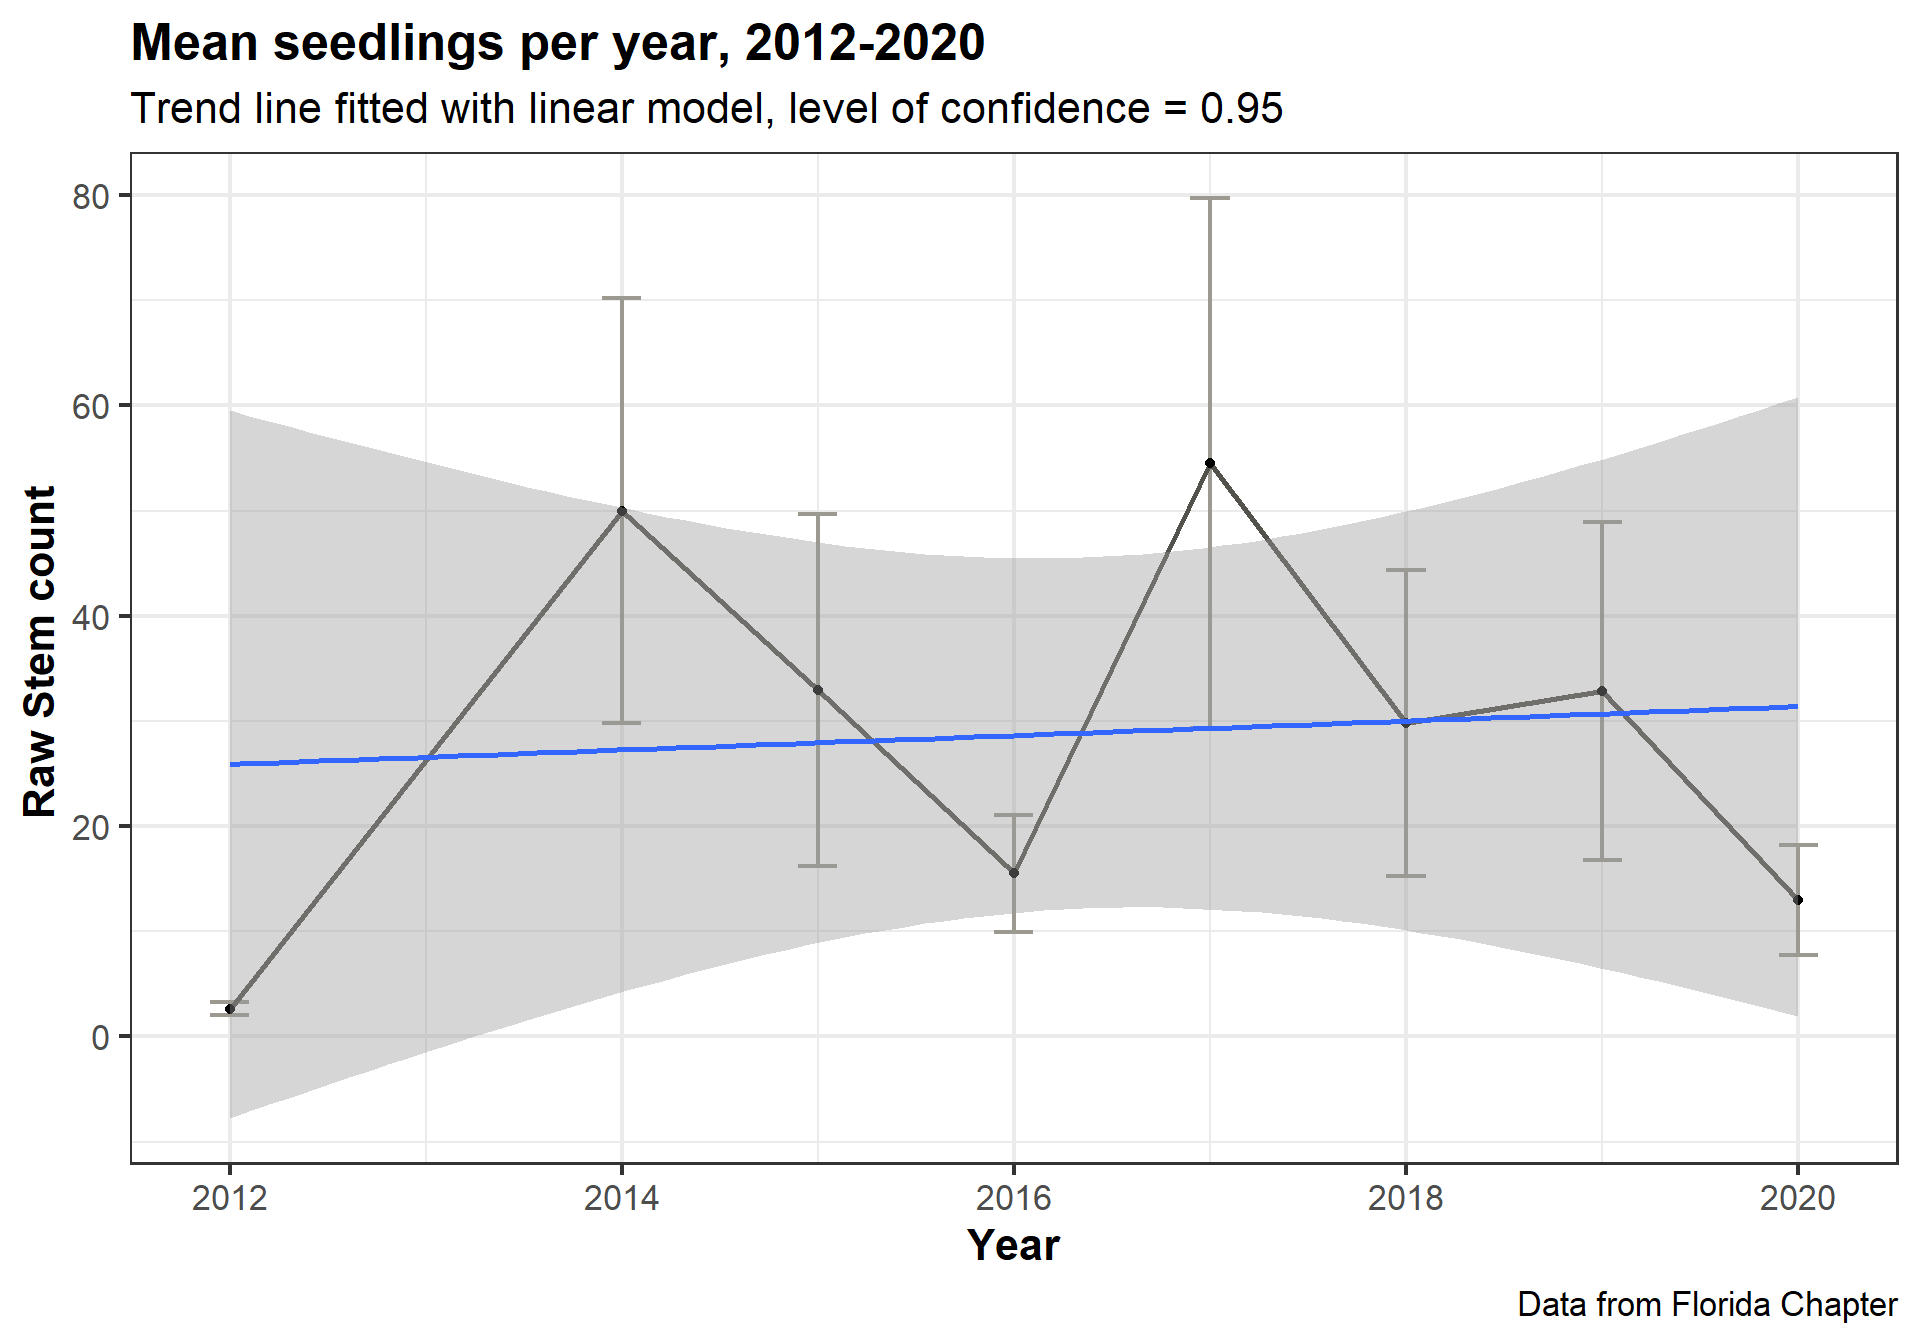 Mean seedlings per year, 2012-2020
Trend line fitted with linear model, level of confidence = 0.95
Raw Stem count
80
60
40
20
0
2012 2014 2016 2018 2020
Year
Data from Florida Chapter